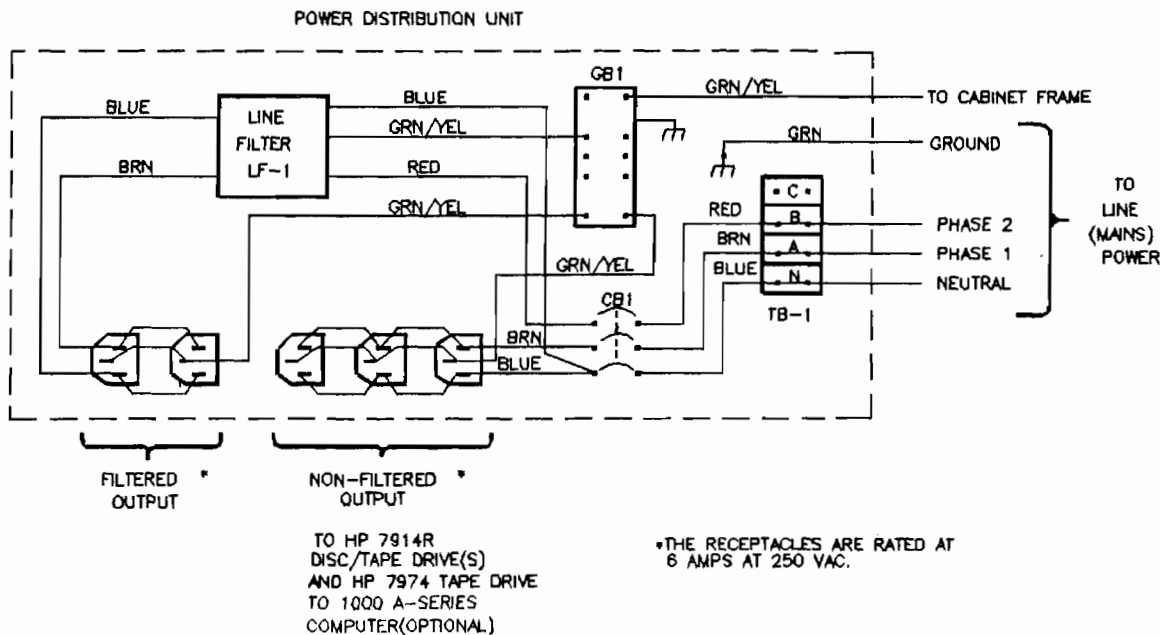 POWER DISTRIBUTION UNIT
GB1
GRN/YEL
TO CABINET FRAME
BLUE
LINE
FILTER
LF-1
BLUE
GRN/YEL
GRN
GROUND
BRN
RED
C
TO
LINE
(MAINS)
POWER
GRN/YEL
RED
B
PHASE 2
BRN
A
PHASE 1
GRN/YEL
BLUE
N
NEUTRAL
CB1
TB-1
BRN
BLUE
FILTERED *
OUTPUT
NON-FILTERED *
OUTPUT
TO HP 7914R
DISC/TAPE DRIVE(S)
AND HP 7974 TAPE DRIVE
TO 1000 A-SERIES
COMPUTER(OPTIONAL)
*THE RECEPTACLES ARE RATED AT
6 AMPS AT 250 VAC.